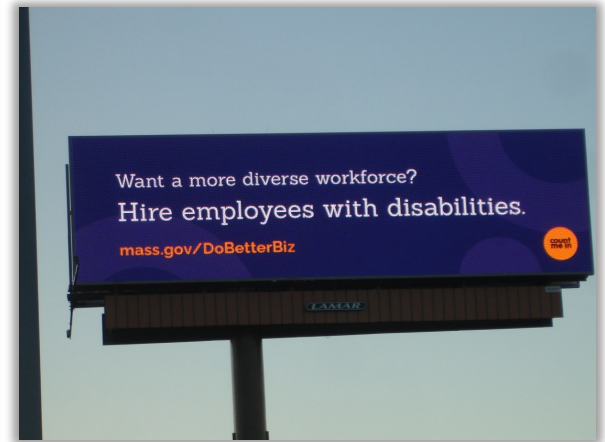 Want a more diverse workforce?
Hire employees with disabilities.
mass.gov/DoBetterBiz
count
me in
LAMAR